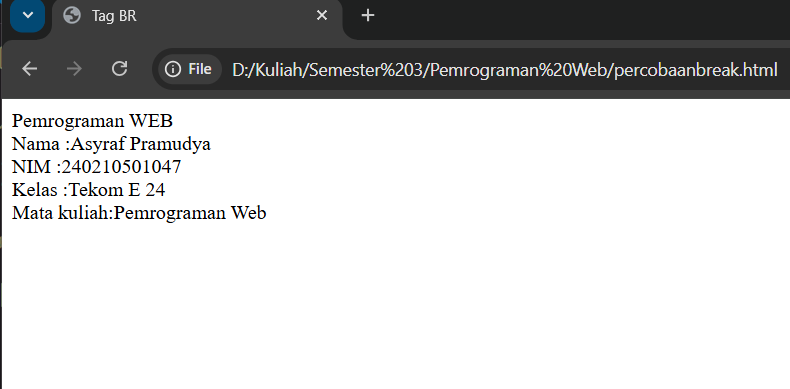 Tag BR
File D:/Kuliah/Semester%203/Pemrograman%20Web/percobaanbreak.html
Pemrograman WEB
Nama :Asyraf Pramudya
NIM :240210501047
Kelas :Tekom E 24
Mata kuliah:Pemrograman Web